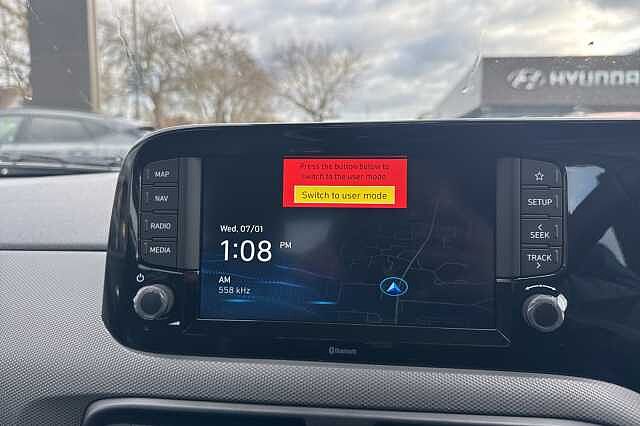 HYUNDAI
MAP
NAV
RADIO
MEDIA
Press the button below to
switch to the user mode
Switch to user mode
Wed. 07/01
1:08 PM
AM
558 kHz
☆
SETUP
<
SEEK
TRACK
>
Bluetooth